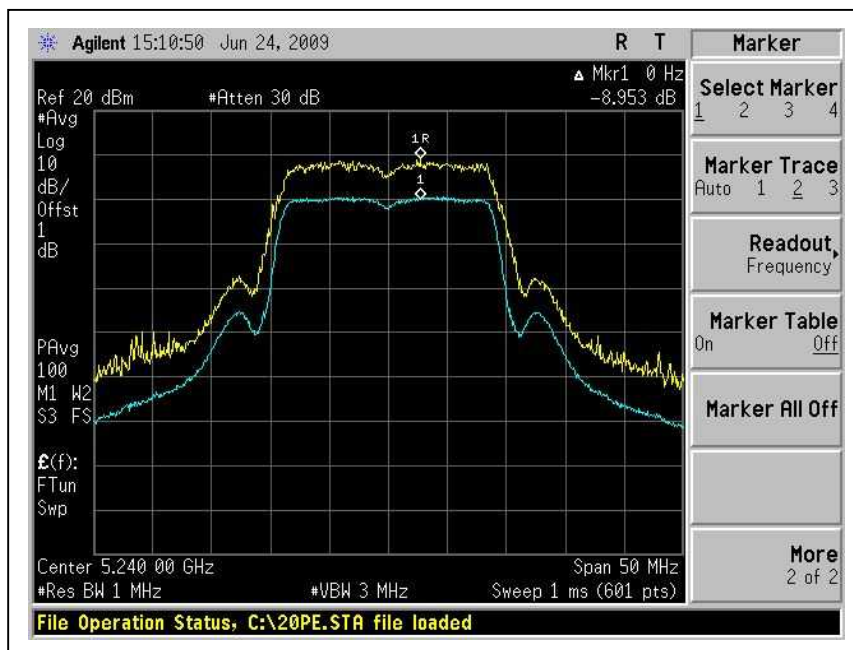 Agilent 15:10:50 Jun 24, 2009 R T
Δ Mkr1 0 Hz
Ref 20 dBm #Atten 30 dB -8.953 dB
#Avg
Log
10
dB/
Offst
1
dB
1R
1
PAvg
100
M1 W2
S3 FS
£(f):
FTun
Swp
Center 5.240 00 GHz Span 50 MHz
#Res BW 1 MHz #VBW 3 MHz Sweep 1 ms (601 pts)
File Operation Status, C:\20PE.STA file loaded
Marker
Select Marker
1 2 3 4
Marker Trace
Auto 1 2 3
Readout
Frequency
Marker Table
On Off
Marker All Off
More
2 of 2